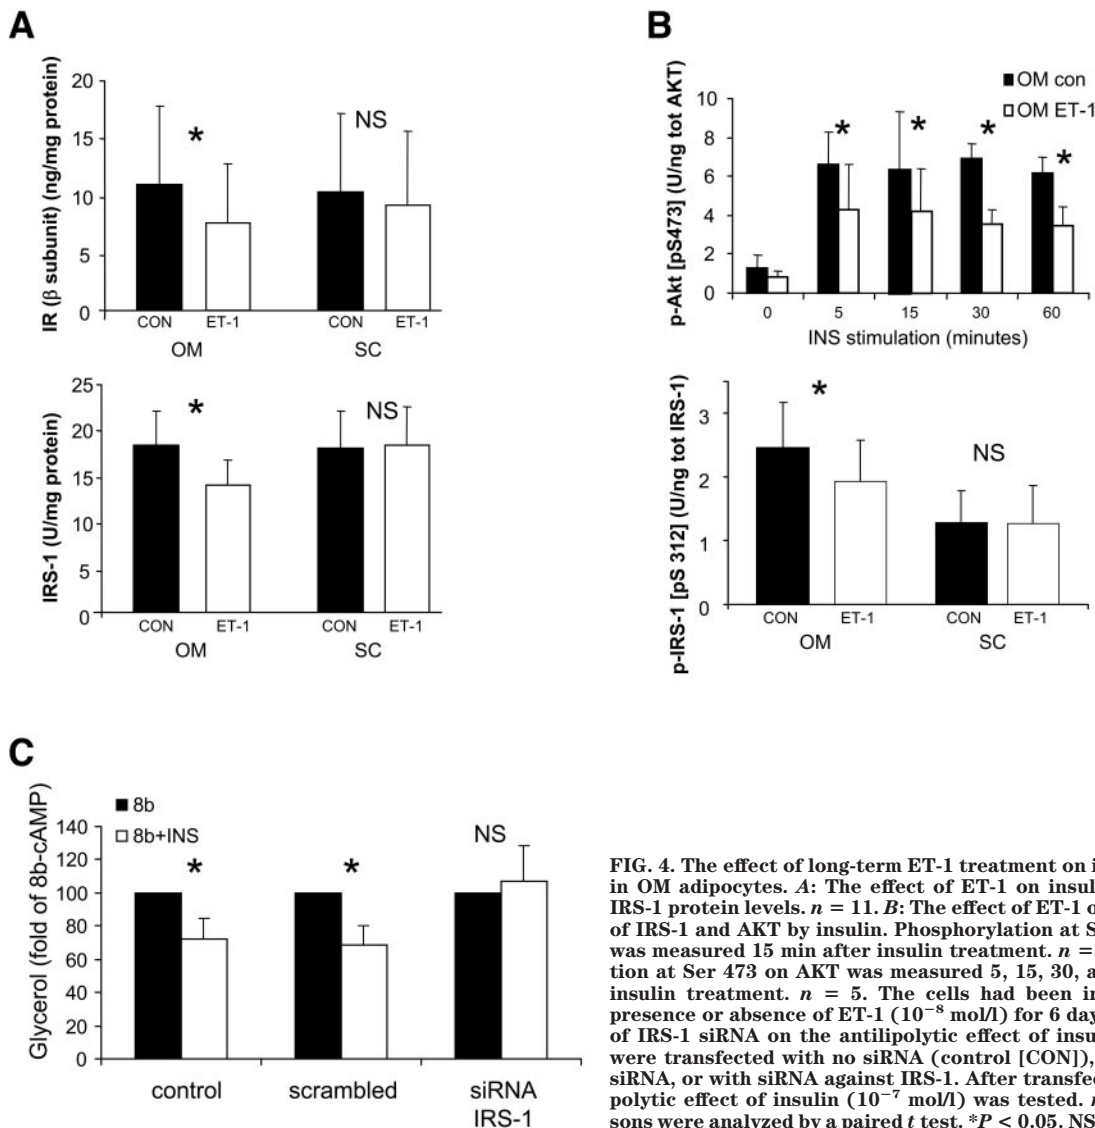 A
20
15
10
5
0
IR (β subunit) (ng/mg protein)
*
NS
CON ET-1 CON ET-1
OM SC
25
20
15
10
5
0
IRS-1 (U/mg protein)
*
NS
CON ET-1 CON ET-1
OM SC
B
OM con
OM ET-1
10
8
6
4
2
0
p-Akt [pS473] (U/ng tot AKT)
* * * *
0 5 15 30 60
INS stimulation (minutes)
3
2
1
0
p-IRS-1 [pS 312] (U/ng tot IRS-1)
*
NS
CON ET-1 CON ET-1
OM SC
C
8b
8b+INS
140
120
100
80
60
40
20
0
Glycerol (fold of 8b-cAMP)
* * NS
control scrambled siRNA
IRS-1
FIG. 4. The effect of long-term ET-1 treatment on i
in OM adipocytes. A: The effect of ET-1 on insul
IRS-1 protein levels. n = 11. B: The effect of ET-1 o
of IRS-1 and AKT by insulin. Phosphorylation at S
was measured 15 min after insulin treatment. n =
tion at Ser 473 on AKT was measured 5, 15, 30, a
insulin treatment. n = 5. The cells had been in
presence or absence of ET-1 (10⁻⁸ mol/l) for 6 day
of IRS-1 siRNA on the antilipolytic effect of insu
were transfected with no siRNA (control [CON]),
siRNA, or with siRNA against IRS-1. After transfec
polytic effect of insulin (10⁻⁷ mol/l) was tested. n
sons were analyzed by a paired t test. *P < 0.05. NS